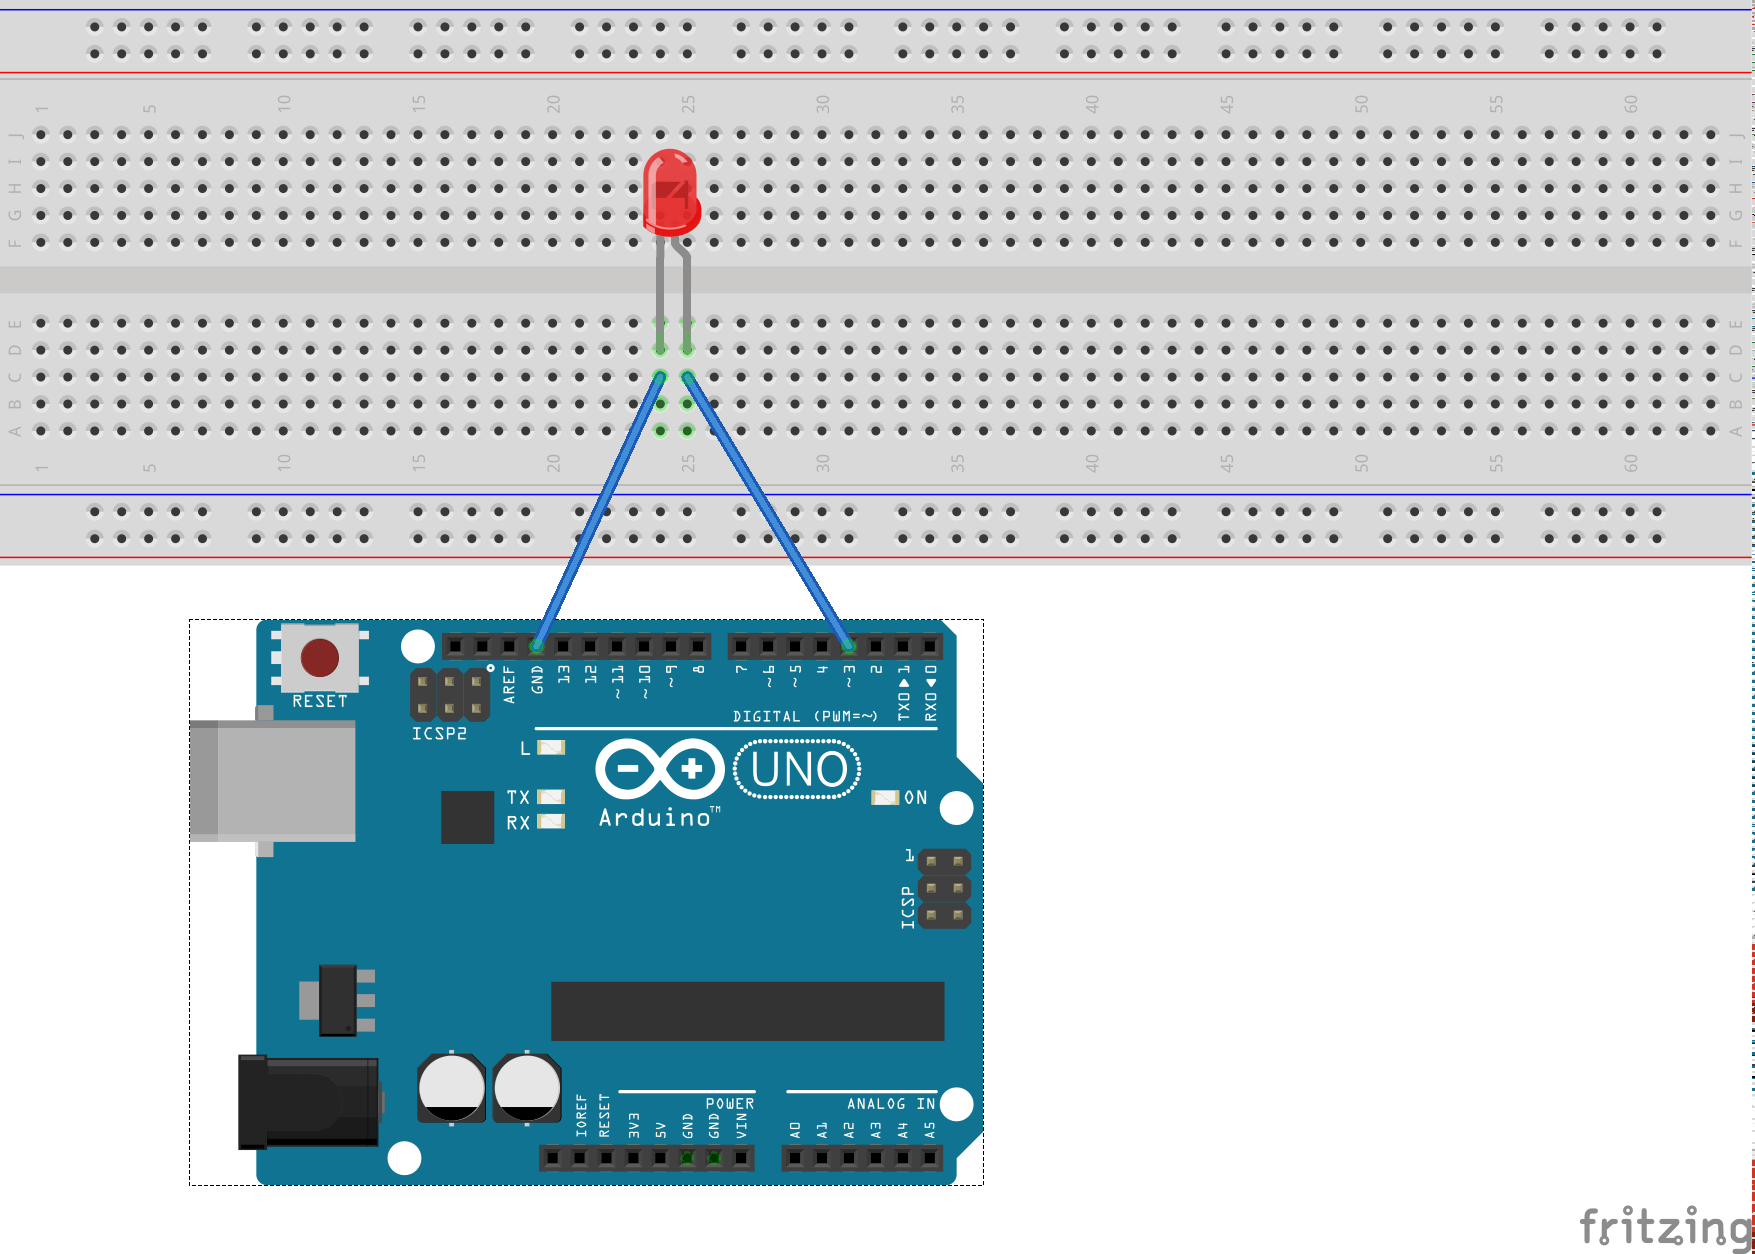 1 5 10 15 20 25 30 35 40 45 50 55 60
J J
I I
H H
G G
F F
E E
D D
C C
B B
A A
1 5 10 15 20 25 30 35 40 45 50 55 60
RESET
ICSP2
AREF GND 13 12 ~11 ~10 ~9 8 7 ~6 ~5 4 ~3 2 TX0▶1 RX0◀0
DIGITAL (PWM=~)
L
TX
RX
UNO
Arduino™
ON
1
ICSP
POWER
ANALOG IN
IOREF RESET 3V3 5V GND GND VIN A0 A1 A2 A3 A4 A5
fritzing